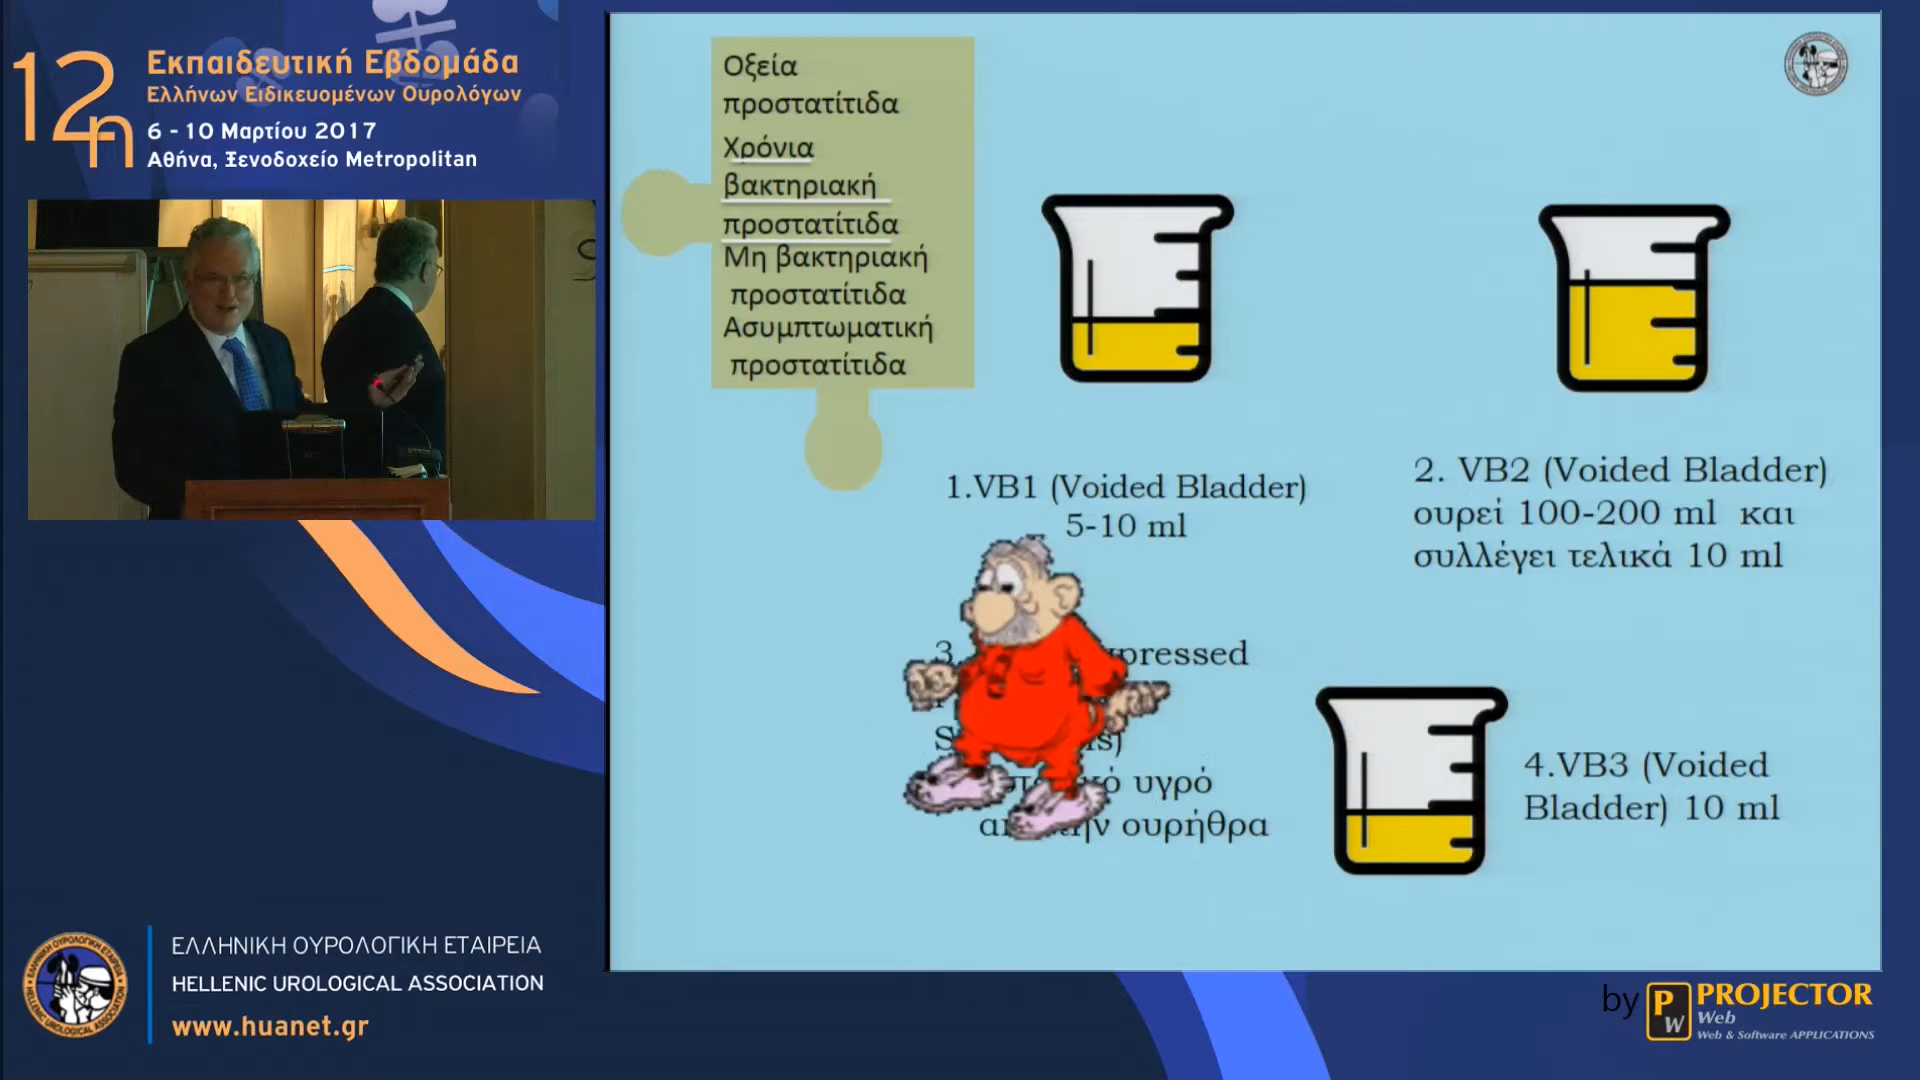 12η
Εκπαιδευτική Εβδομάδα
Ελλήνων Ειδικευομένων Ουρολόγων
6 - 10 Μαρτίου 2017
Αθήνα, Ξενοδοχείο Metropolitan
Οξεία
προστατίτιδα
Χρόνια
βακτηριακή
προστατίτιδα
Μη βακτηριακή
προστατίτιδα
Ασυμπτωματική
προστατίτιδα
1.VB1 (Voided Bladder)
5-10 ml
2. VB2 (Voided Bladder)
ουρεί 100-200 ml και
συλλέγει τελικά 10 ml
3
υγρό
ουρήθρα
4.VB3 (Voided
Bladder) 10 ml
ΕΛΛΗΝΙΚΗ ΟΥΡΟΛΟΓΙΚΗ ΕΤΑΙΡΕΙΑ
HELLENIC UROLOGICAL ASSOCIATION
www.huanet.gr
by PW PROJECTOR
Web
Web & Software APPLICATIONS